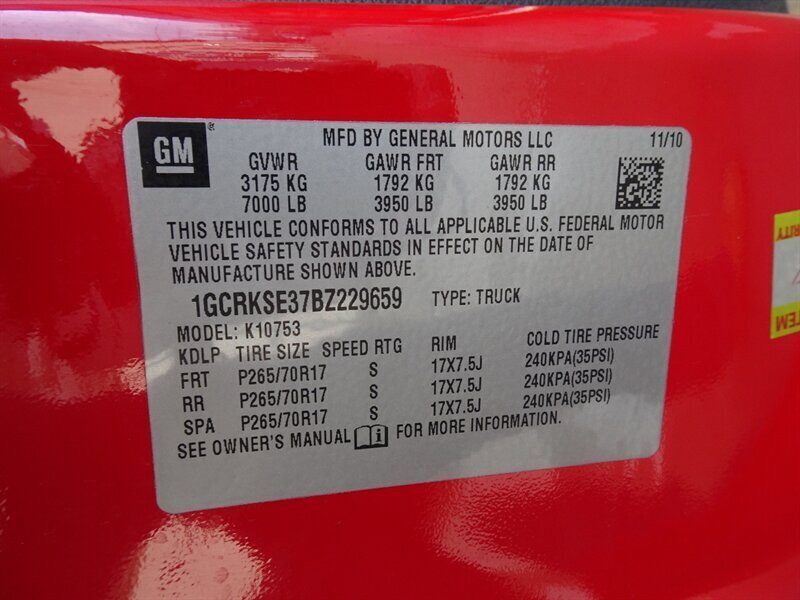 GM
®
MFD BY GENERAL MOTORS LLC 11/10
GVWR GAWR FRT GAWR RR
3175 KG 1792 KG 1792 KG
7000 LB 3950 LB 3950 LB
THIS VEHICLE CONFORMS TO ALL APPLICABLE U.S. FEDERAL MOTOR
VEHICLE SAFETY STANDARDS IN EFFECT ON THE DATE OF
MANUFACTURE SHOWN ABOVE.
1GCRKSE37BZ229659 TYPE: TRUCK
MODEL: K10753
KDLP TIRE SIZE SPEED RTG RIM COLD TIRE PRESSURE
FRT P265/70R17 S 17X7.5J 240KPA(35PSI)
RR P265/70R17 S 17X7.5J 240KPA(35PSI)
SPA P265/70R17 S 17X7.5J 240KPA(35PSI)
SEE OWNER'S MANUAL i FOR MORE INFORMATION.